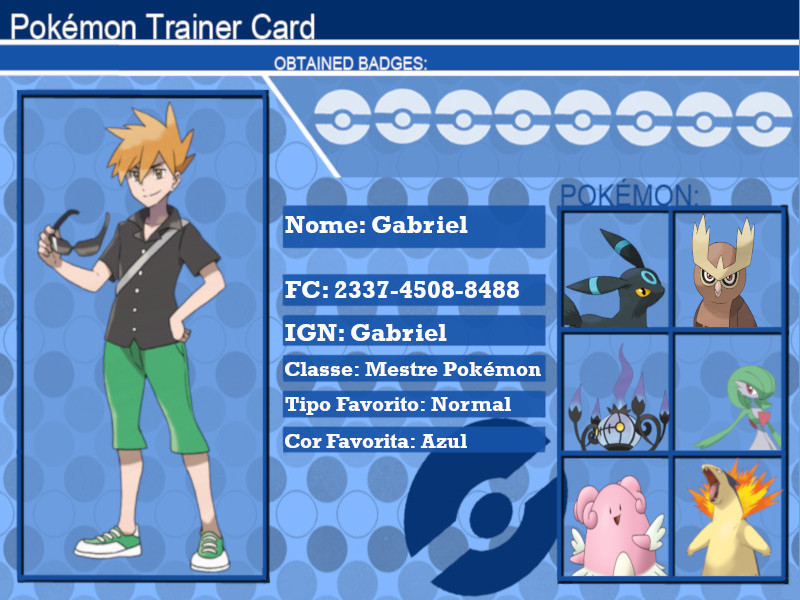 Pokémon Trainer Card
OBTAINED BADGES:
POKÉMON:
Nome: Gabriel
FC: 2337-4508-8488
IGN: Gabriel
Classe: Mestre Pokémon
Tipo Favorito: Normal
Cor Favorita: Azul